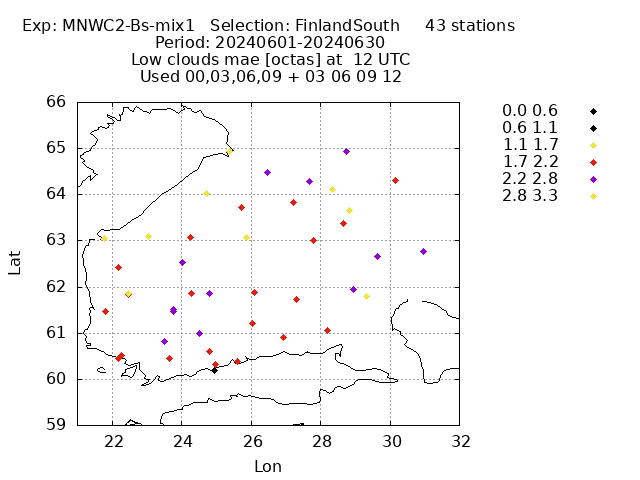 Exp: MNWC2-Bs-mix1 Selection: FinlandSouth 43 stations
Period: 20240601-20240630
Low clouds mae [octas] at 12 UTC
Used 00,03,06,09 + 03 06 09 12
66
65
64
63
62
61
60
59
22 24 26 28 30 32
Lat
Lon
0.0 0.6
0.6 1.1
1.1 1.7
1.7 2.2
2.2 2.8
2.8 3.3